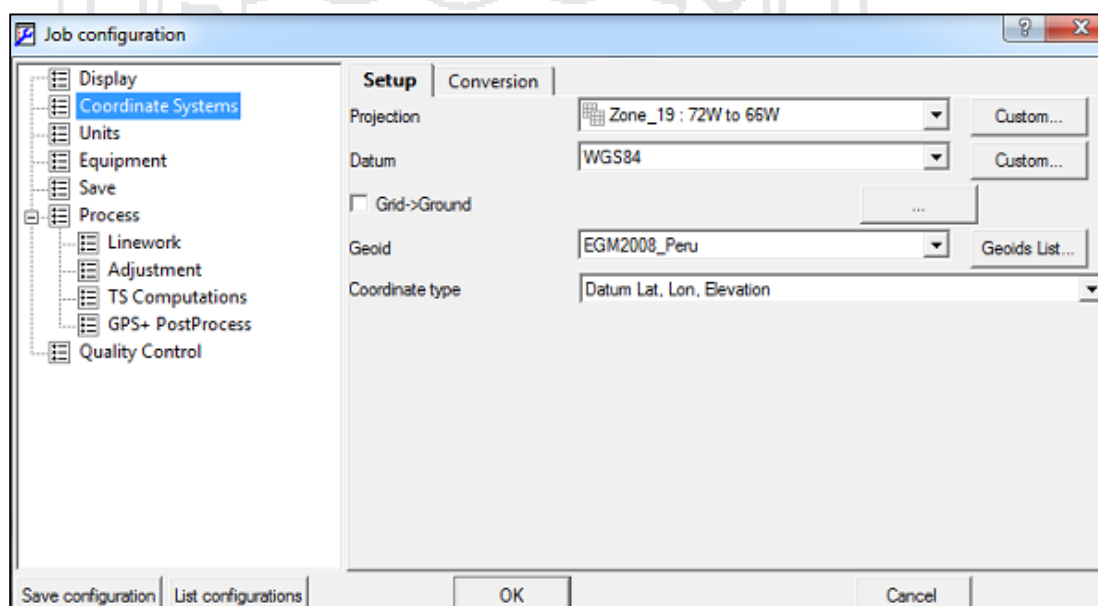 Job configuration
Display
Coordinate Systems
Units
Equipment
Save
Process
Linework
Adjustment
TS Computations
GPS+ PostProcess
Quality Control
Setup
Conversion
Projection
Zone_19 : 72W to 66W
Custom...
Datum
WGS84
Custom...
Grid->Ground
...
Geoid
EGM2008_Peru
Geoids List...
Coordinate type
Datum Lat, Lon, Elevation
Save configuration
List configurations
OK
Cancel